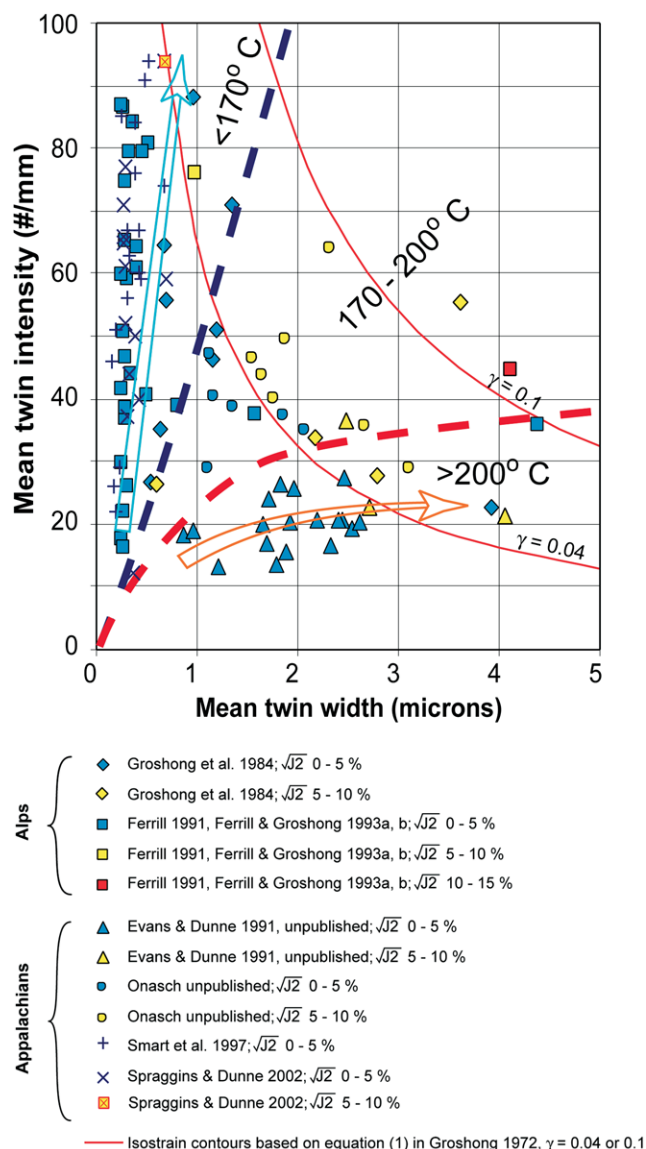 100
80
60
40
20
0
Mean twin intensity (#/mm)
<170° C
170 - 200° C
γ = 0.1
>200° C
γ = 0.04
0 1 2 3 4 5
Mean twin width (microns)
Alps
Groshong et al. 1984; √J2 0 - 5 %
Groshong et al. 1984; √J2 5 - 10 %
Ferrill 1991, Ferrill & Groshong 1993a, b; √J2 0 - 5 %
Ferrill 1991, Ferrill & Groshong 1993a, b; √J2 5 - 10 %
Ferrill 1991, Ferrill & Groshong 1993a, b; √J2 10 - 15 %
Appalachians
Evans & Dunne 1991, unpublished; √J2 0 - 5 %
Evans & Dunne 1991, unpublished; √J2 5 - 10 %
Onasch unpublished; √J2 0 - 5 %
Onasch unpublished; √J2 5 - 10 %
Smart et al. 1997; √J2 0 - 5 %
Spraggins & Dunne 2002; √J2 0 - 5 %
Spraggins & Dunne 2002; √J2 5 - 10 %
Isostrain contours based on equation (1) in Groshong 1972, γ = 0.04 or 0.1